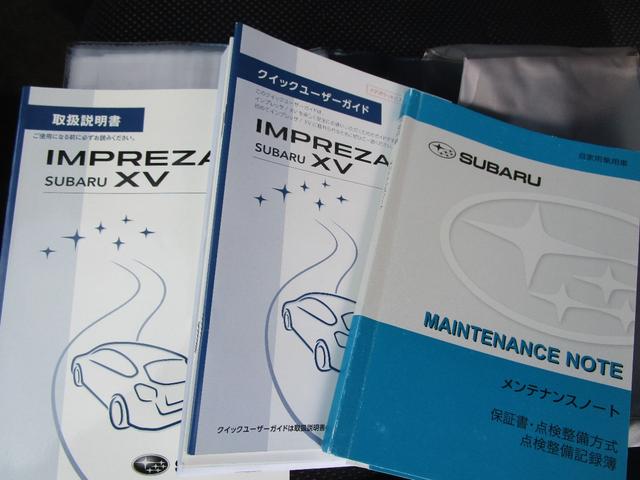 取扱説明書
ご使用になる前に必ずお読みください。
IMPREZA
SUBARU XV
クイックユーザーガイド
IMPREZA
SUBARU XV
クイックユーザーガイドは取扱説明書
SUBARU
自家用乗用車
MAINTENANCE NOTE
メンテナンスノート
保証書・点検整備方式
点検整備記録簿